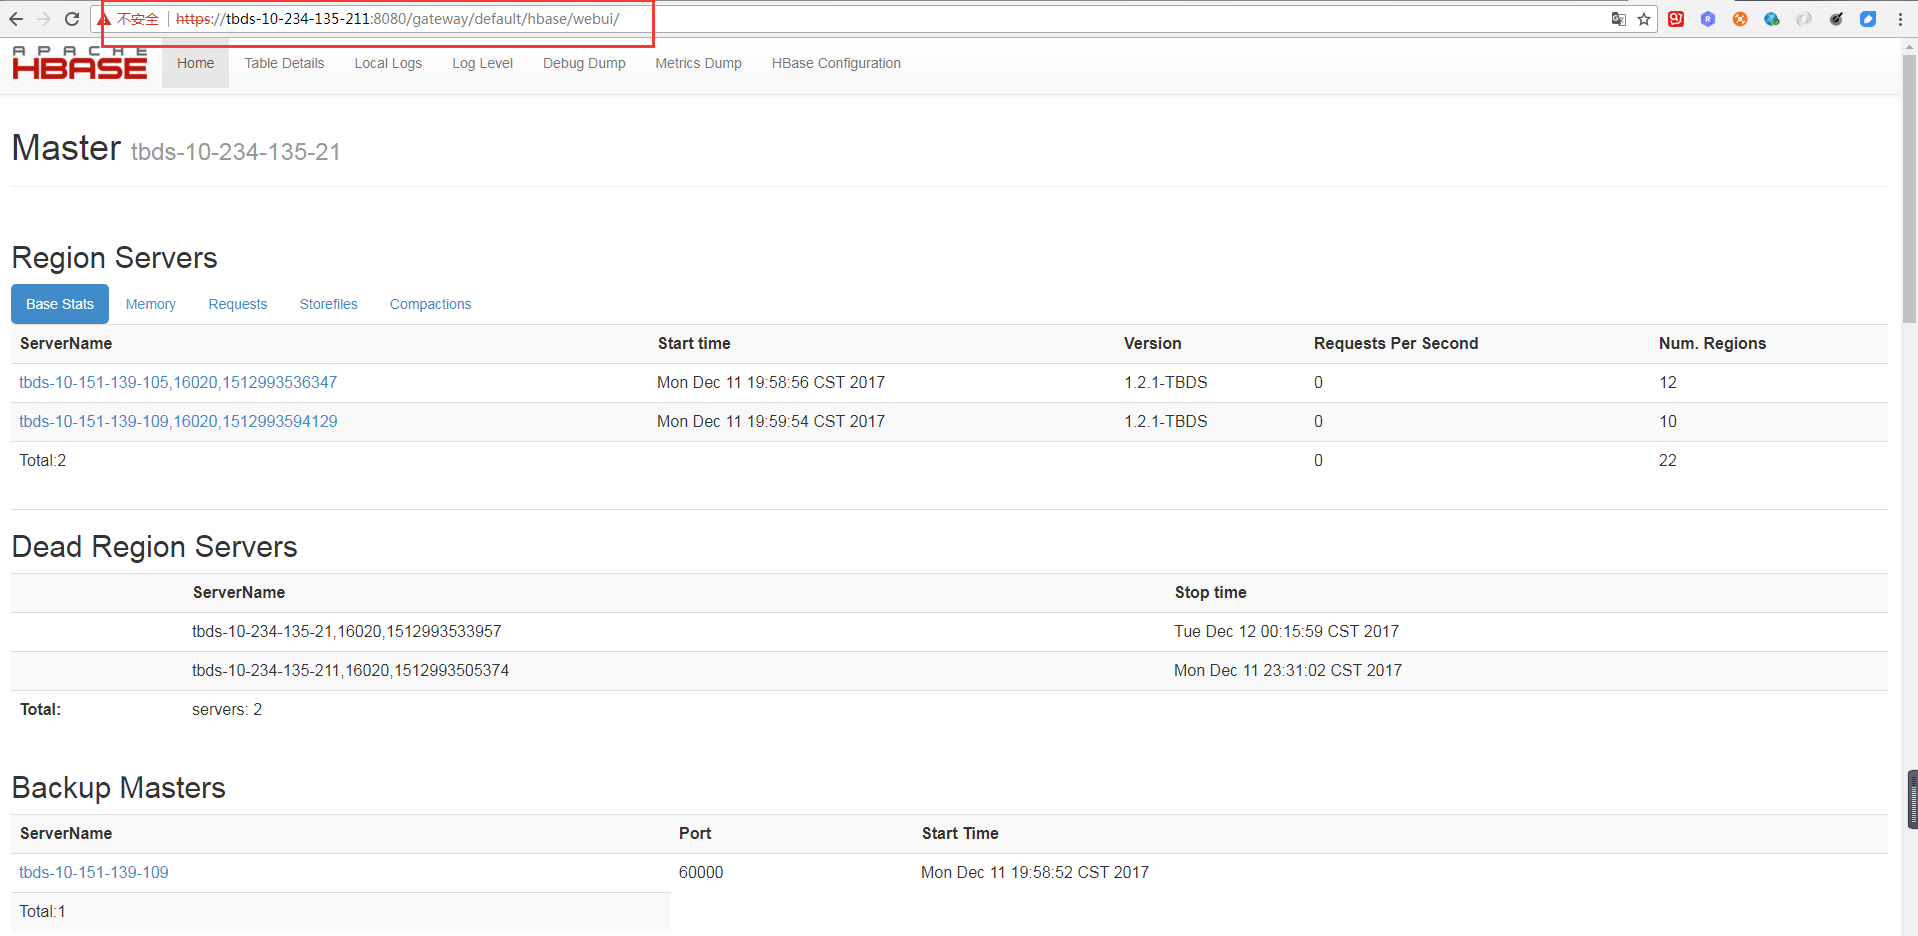 不安全 | https://tbds-10-234-135-211:8080/gateway/default/hbase/webui/
APACHE
HBASE
Home Table Details Local Logs Log Level Debug Dump Metrics Dump HBase Configuration
Master tbds-10-234-135-21
Region Servers
Base Stats Memory Requests Storefiles Compactions
ServerName Start time Version Requests Per Second Num. Regions
tbds-10-151-139-105,16020,1512993536347 Mon Dec 11 19:58:56 CST 2017 1.2.1-TBDS 0 12
tbds-10-151-139-109,16020,1512993594129 Mon Dec 11 19:59:54 CST 2017 1.2.1-TBDS 0 10
Total:2 0 22
Dead Region Servers
ServerName Stop time
tbds-10-234-135-21,16020,1512993533957 Tue Dec 12 00:15:59 CST 2017
tbds-10-234-135-211,16020,1512993505374 Mon Dec 11 23:31:02 CST 2017
Total: servers: 2
Backup Masters
ServerName Port Start Time
tbds-10-151-139-109 60000 Mon Dec 11 19:58:52 CST 2017
Total:1